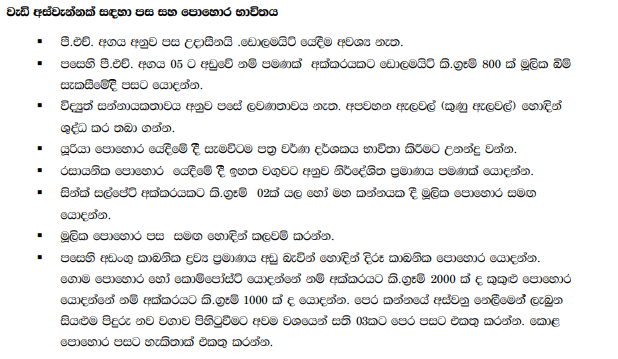 වැඩි අස්වැන්නක් සඳහා පස සහ පොහොර භාවිතය
▪ පී.එච්. අගය අනුව පස උදාසීනයි .ඩොලමයිට් යෙදීම අවශ්‍ය නැත.
▪ පසෙහි පී.එච්. අගය 05 ට අඩුවේ නම් පමණක් අක්කරයකට ඩොලමයිට් කි.ග්‍රෑම් 800 ක් මූලික බිම්
සැකසීමේදී පසට යොදන්න.
▪ විද්‍යුත් සන්නායකතාවය අනුව පසේ ලවණතාවය නැත. අපවහන ඇලවල් (කුණු ඇලවල්) හොඳින්
ශුද්ධ කර තබා ගන්න.
▪ යූරියා පොහොර යෙදීමේ දී සැමවිටම පත්‍ර වර්ණ දර්ශකය භාවිතා කිරීමට උනන්දු වන්න.
▪ රසායනික පොහොර යෙදීමේ දී ඉහත වගුවට අනුව නිර්දේශිත ප්‍රමාණය පමණක් යොදන්න.
▪ සින්ක් සල්පේට් අක්කරයකට කි.ග්‍රෑම් 02ක් යල හෝ මහ කන්නයක දී මූලික පොහොර සමඟ
යොදන්න.
▪ මූලික පොහොර පස සමඟ හොඳින් කලවම් කරන්න.
▪ පසෙහි අඩංගු කාබනික ද්‍රව්‍ය ප්‍රමාණය අඩු බැවින් හොඳින් දිරූ කාබනික පොහොර යොදන්න.
ගොම පොහොර හෝ කොම්පෝස්ට් යොදන්නේ නම් අක්කරයට කි.ග්‍රෑම් 2000 ක් ද කුකුළු පොහොර
යොදන්නේ නම් අක්කරයට කි.ග්‍රෑම් 1000 ක් ද යොදන්න. පෙර කන්නයේ අස්වනු නෙලීමෙන් ලැබුන
සියළුම පිදුරු නව වගාව පිහිටුවීමට අවම වශයෙන් සති 03කට පෙර පසට එකතු කරන්න. කොළ
පොහොර පසට හැකිතාක් එකතු කරන්න.